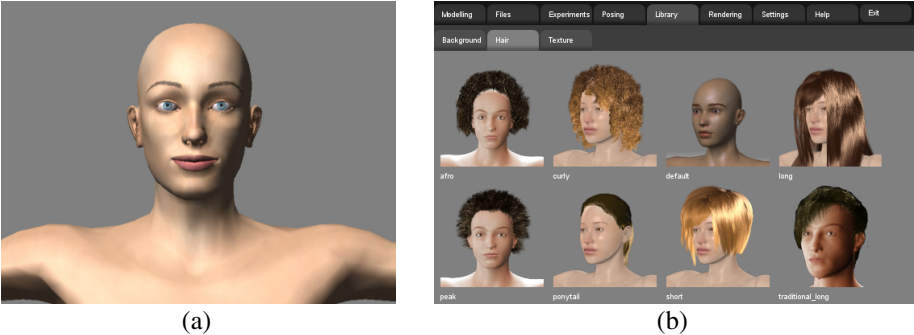 Modelling Files Experiments Posing Library Rendering Settings Help Exit
Background Hair Texture
afro curly default long
peak ponytail short traditional_long
(a) (b)